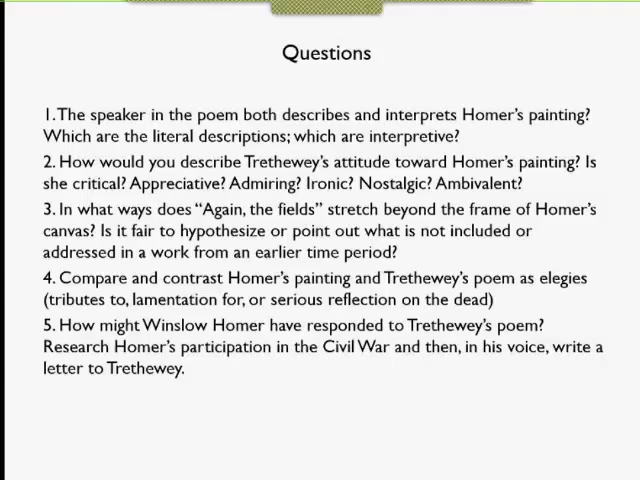 Questions
1. The speaker in the poem both describes and interprets Homer's painting?
Which are the literal descriptions; which are interpretive?
2. How would you describe Trethewey's attitude toward Homer's painting? Is
she critical? Appreciative? Admiring? Ironic? Nostalgic? Ambivalent?
3. In what ways does “Again, the fields” stretch beyond the frame of Homer's
canvas? Is it fair to hypothesize or point out what is not included or
addressed in a work from an earlier time period?
4. Compare and contrast Homer's painting and Trethewey's poem as elegies
(tributes to, lamentation for, or serious reflection on the dead)
5. How might Winslow Homer have responded to Trethewey's poem?
Research Homer's participation in the Civil War and then, in his voice, write a
letter to Trethewey.